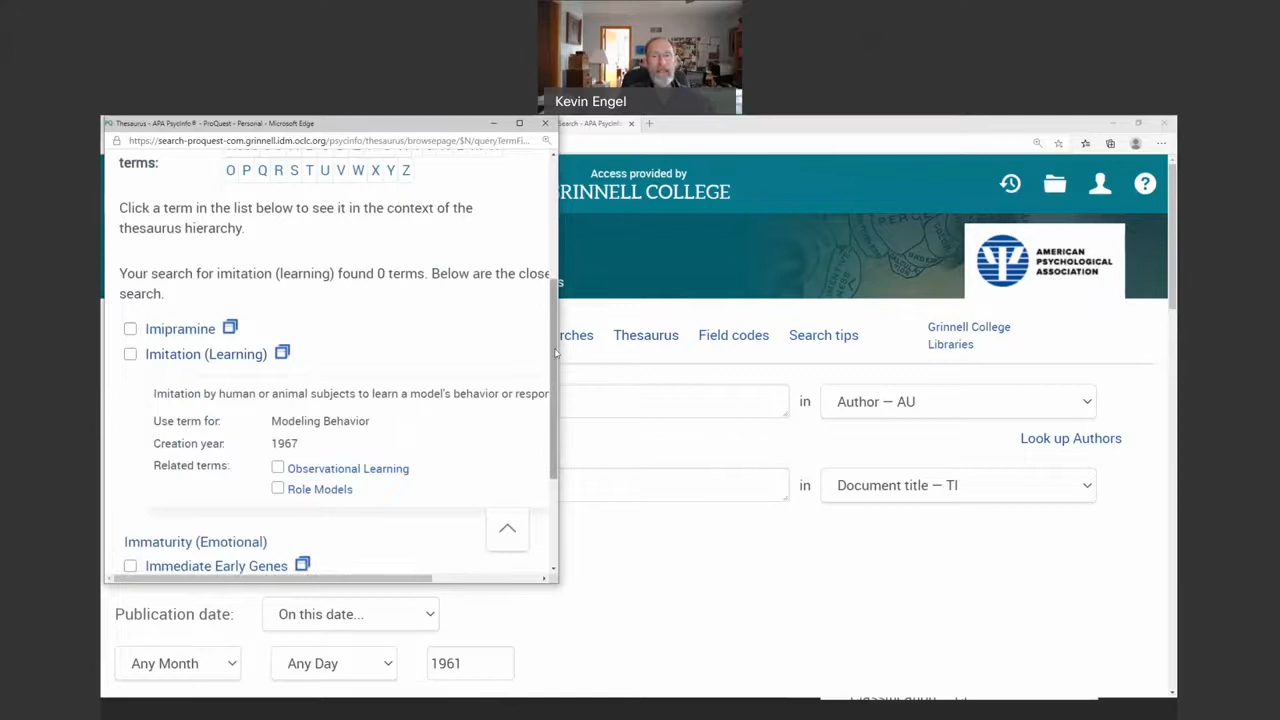 Kevin Engel
Thesaurus - APA PsycInfo® - ProQuest - Personal - Microsoft Edge
Search - APA PsycInfo
https://search-proquest-com.grinnell.idm.oclc.org/psycinfo/thesaurus/browsepage/$N/queryTermFi...
terms:
O P Q R S T U V W X Y Z
Access provided by
GRINNELL COLLEGE
Click a term in the list below to see it in the context of the
thesaurus hierarchy.
AMERICAN
PSYCHOLOGICAL
ASSOCIATION
Your search for imitation (learning) found 0 terms. Below are the close
search.
s
Imipramine
Imitation (Learning)
rches
Thesaurus
Field codes
Search tips
Grinnell College
Libraries
Imitation by human or animal subjects to learn a model's behavior or respor
Use term for: Modeling Behavior
Creation year: 1967
Related terms: Observational Learning
Role Models
in
Author — AU
Look up Authors
in
Document title — TI
Immaturity (Emotional)
Immediate Early Genes
Publication date:
On this date...
Any Month
Any Day
1961